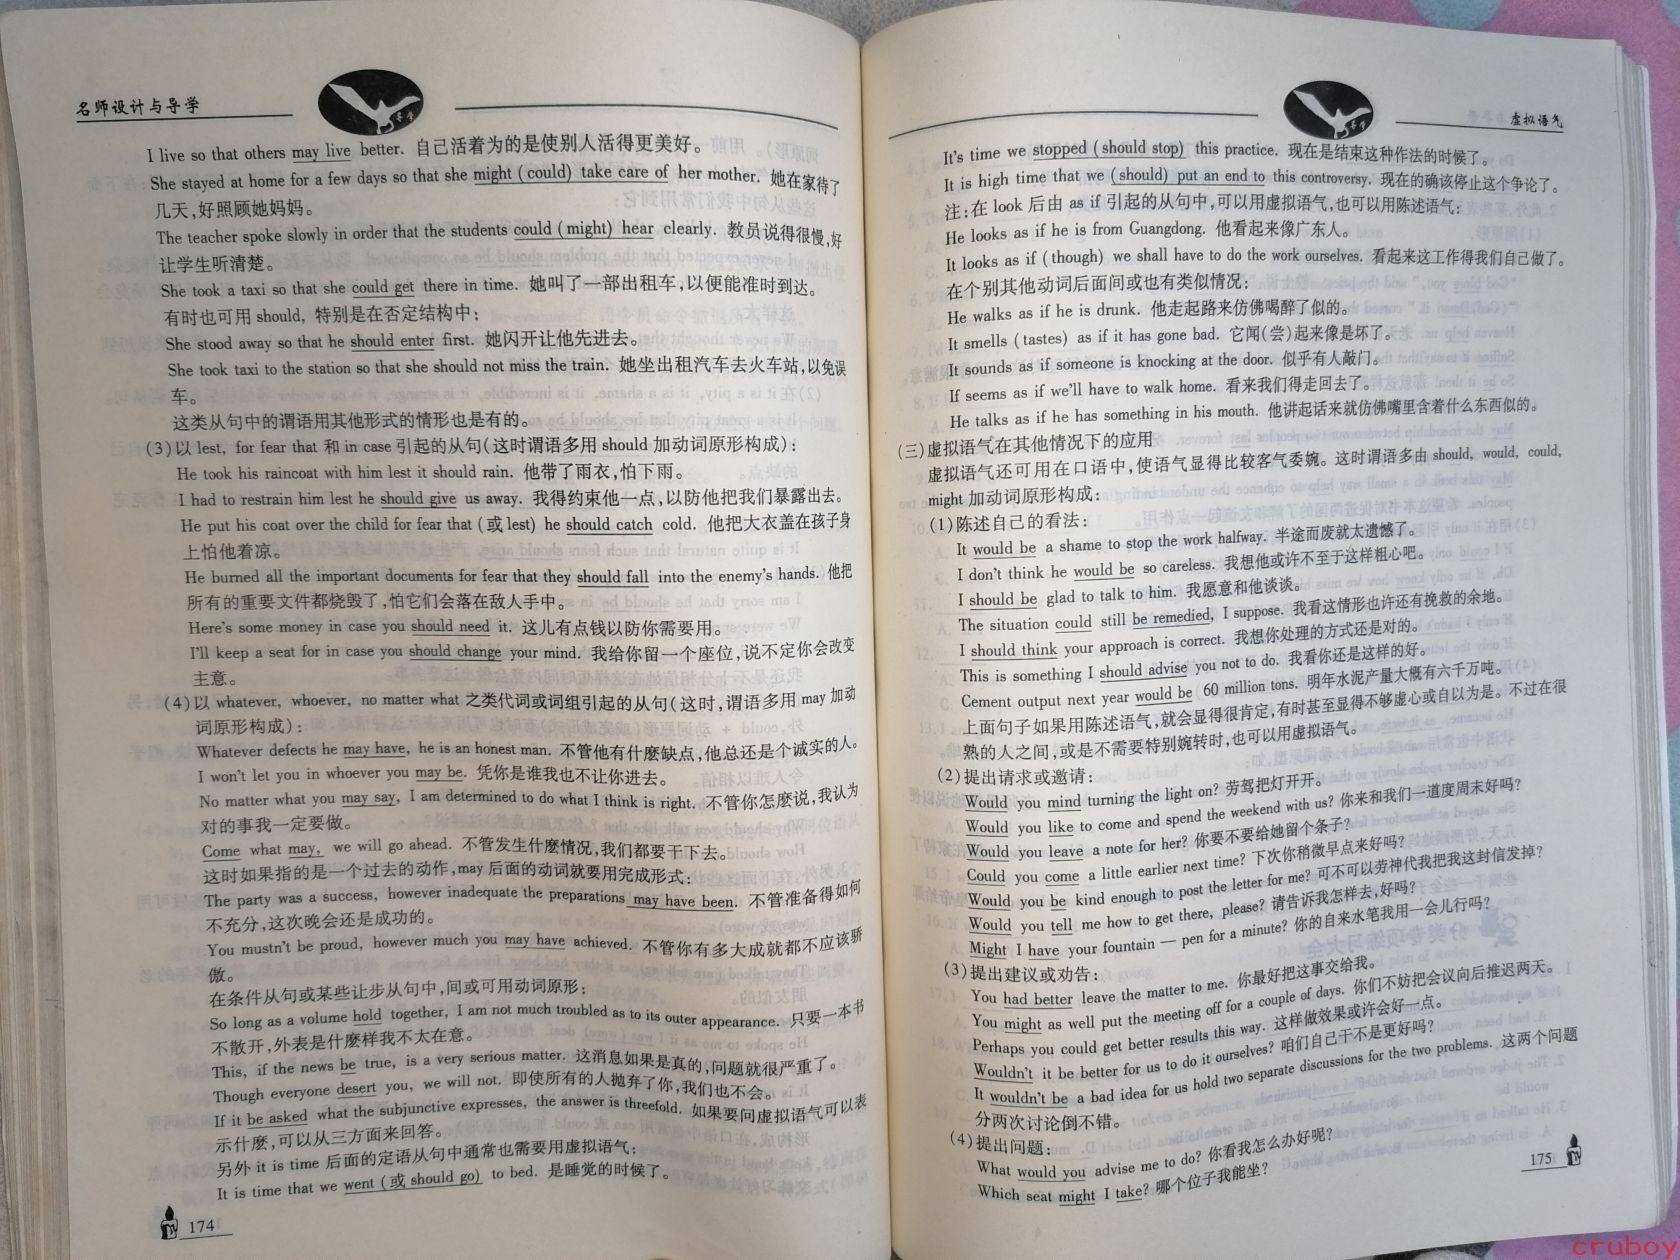 名师设计与导学
I live so that others may live better. 自己活着为的是使别人活得更美好。
She stayed at home for a few days so that she might (could) take care of her mother. 她在家待了
几天,好照顾她妈妈。
The teacher spoke slowly in order that the students could (might) hear clearly. 教员说得很慢,好
让学生听清楚。
She took a taxi so that she could get there in time. 她叫了一部出租车,以便能准时到达。
有时也可用 should, 特别是在否定结构中:
She stood away so that he should enter first. 她闪开让他先进去。
She took taxi to the station so that she should not miss the train. 她坐出租汽车去火车站,以免误
车。
这类从句中的谓语用其他形式的情形也是有的。
(3)以 lest, for fear that 和 in case 引起的从句(这时谓语多用 should 加动词原形构成):
He took his raincoat with him lest it should rain. 他带了雨衣,怕下雨。
I had to restrain him lest he should give us away. 我得约束他一点,以防他把我们暴露出去。
He put his coat over the child for fear that (或 lest) he should catch cold. 他把大衣盖在孩子身
上怕他着凉。
He burned all the important documents for fear that they should fall into the enemy's hands. 他把
所有的重要文件都烧毁了,怕它们会落在敌人手中。
Here's some money in case you should need it. 这儿有点钱以防你需要用。
I'll keep a seat for in case you should change your mind. 我给你留一个座位,说不定你会改变
主意。
(4)以 whatever, whoever, no matter what 之类代词或词组引起的从句(这时,谓语多用 may 加动
词原形构成):
Whatever defects he may have, he is an honest man. 不管他有什麽缺点,他总还是个诚实的人。
I won't let you in whoever you may be. 凭你是谁我也不让你进去。
No matter what you may say, I am determined to do what I think is right. 不管你怎麽说,我认为
对的事我一定要做。
Come what may, we will go ahead. 不管发生什麽情况,我们都要干下去。
这时如果指的是一个过去的动作,may 后面的动词就要用完成形式:
The party was a success, however inadequate the preparations may have been. 不管准备得如何
不充分,这次晚会还是成功的。
You mustn't be proud, however much you may have achieved. 不管你有多大成就都不应该骄
傲。
在条件从句或某些让步从句中,间或可用动词原形:
So long as a volume hold together, I am not much troubled as to its outer appearance. 只要一本书
不散开,外表是什麽样我不太在意。
This, if the news be true, is a very serious matter. 这消息如果是真的,问题就很严重了。
Though everyone desert you, we will not. 即使所有的人抛弃了你,我们也不会。
If it be asked what the subjunctive expresses, the answer is threefold. 如果要问虚拟语气可以表
示什麽,可以从三方面来回答。
另外 it is time 后面的定语从句中通常也需要用虚拟语气:
It is time that we went (或 should go) to bed. 是睡觉的时候了。
174
虚拟语气
It's time we stopped (should stop) this practice. 现在是结束这种作法的时候了。
It is high time that we (should) put an end to this controversy. 现在的确该停止这个争论了。
注:在 look 后由 as if 引起的从句中,可以用虚拟语气,也可以用陈述语气:
He looks as if he is from Guangdong. 他看起来像广东人。
It looks as if (though) we shall have to do the work ourselves. 看起来这工作得我们自己做了。
在个别其他动词后面间或也有类似情况:
He walks as if he is drunk. 他走起路来仿佛喝醉了似的。
It smells (tastes) as if it has gone bad. 它闻(尝)起来像是坏了。
It sounds as if someone is knocking at the door. 似乎有人敲门。
If seems as if we'll have to walk home. 看来我们得走回去了。
He talks as if he has something in his mouth. 他讲起话来就仿佛嘴里含着什么东西似的。
(三)虚拟语气在其他情况下的应用
虚拟语气还可用在口语中,使语气显得比较客气委婉。这时谓语多由 should, would, could,
might 加动词原形构成:
(1)陈述自己的看法:
It would be a shame to stop the work halfway. 半途而废就太遗憾了。
I don't think he would be so careless. 我想他或许不至于这样粗心吧。
I should be glad to talk to him. 我愿意和他谈谈。
The situation could still be remedied, I suppose. 我看这情形也许还有挽救的余地。
I should think your approach is correct. 我想你处理的方式还是对的。
This is something I should advise you not to do. 我看你还是这样的好。
Cement output next year would be 60 million tons. 明年水泥产量大概有六千万吨。
上面句子如果用陈述语气,就会显得很肯定,有时甚至显得不够虚心或自以为是。不过在很
熟的人之间,或是不需要特别婉转时,也可以用虚拟语气。
(2)提出请求或邀请:
Would you mind turning the light on? 劳驾把灯开开。
Would you like to come and spend the weekend with us? 你来和我们一道度周末好吗?
Would you leave a note for her? 你要不要给她留个条子?
Could you come a little earlier next time? 下次你稍微早点来好吗?
Would you be kind enough to post the letter for me? 可不可以劳神代我把我这封信发掉?
Would you tell me how to get there, please? 请告诉我怎样去,好吗?
Might I have your fountain — pen for a minute? 你的自来水笔我用一会儿行吗?
(3)提出建议或劝告:
You had better leave the matter to me. 你最好把这事交给我。
You might as well put the meeting off for a couple of days. 你们不妨把会议向后推迟两天。
Perhaps you could get better results this way. 这样做效果或许会好一点。
Wouldn't it be better for us to do it ourselves? 咱们自己干不是更好吗?
It wouldn't be a bad idea for us hold two separate discussions for the two problems. 这两个问题
分两次讨论倒不错。
(4)提出问题:
What would you advise me to do? 你看我怎么办好呢?
Which seat might I take? 哪个位子我能坐?
175
cruboy